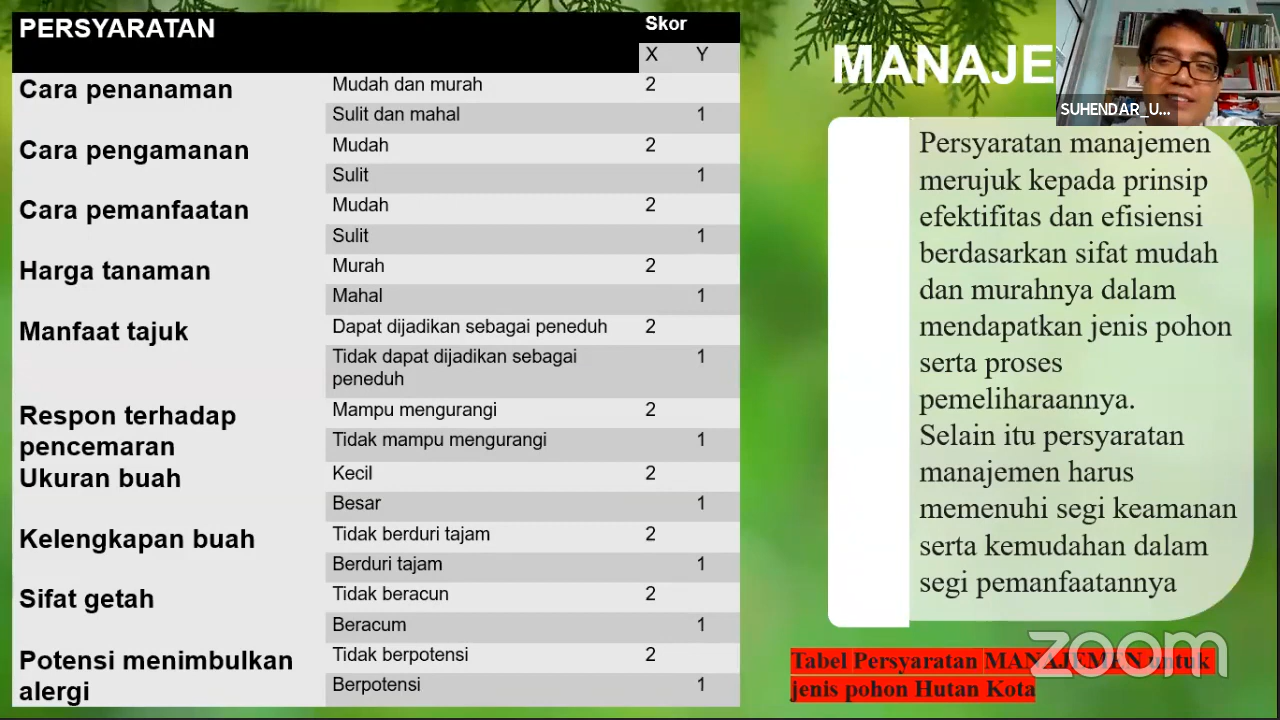 PERSYARATAN
Skor
X Y
Cara penanaman
Mudah dan murah 2
Sulit dan mahal 1
Cara pengamanan
Mudah 2
Sulit 1
Cara pemanfaatan
Mudah 2
Sulit 1
Harga tanaman
Murah 2
Mahal 1
Manfaat tajuk
Dapat dijadikan sebagai peneduh 2
Tidak dapat dijadikan sebagai 1
peneduh
Respon terhadap
pencemaran
Mampu mengurangi 2
Tidak mampu mengurangi 1
Ukuran buah
Kecil 2
Besar 1
Kelengkapan buah
Tidak berduri tajam 2
Berduri tajam 1
Sifat getah
Tidak beracun 2
Beracum 1
Potensi menimbulkan
alergi
Tidak berpotensi 2
Berpotensi 1
MANAJE
SUHENDAR_U...
Persyaratan manajemen
merujuk kepada prinsip
efektifitas dan efisiensi
berdasarkan sifat mudah
dan murahnya dalam
mendapatkan jenis pohon
serta proses
pemeliharaannya.
Selain itu persyaratan
manajemen harus
memenuhi segi keamanan
serta kemudahan dalam
segi pemanfaatannya
zoom
Tabel Persyaratan MANAJEMEN untuk
jenis pohon Hutan Kota